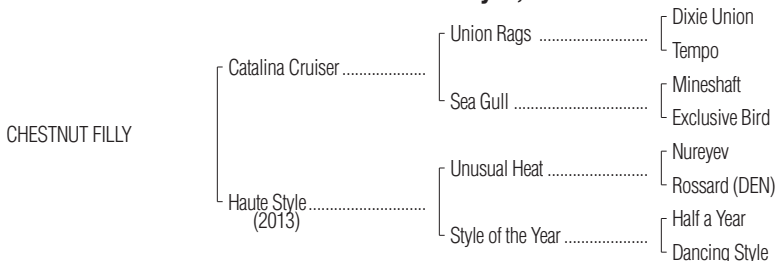 Dixie Union
Union Rags ....................
Tempo
Catalina Cruiser ....................
Mineshaft
Sea Gull ....................
Exclusive Bird
CHESTNUT FILLY
Nureyev
Unusual Heat ....................
Rossard (DEN)
Haute Style ....................
(2013)
Half a Year
Style of the Year ....................
Dancing Style